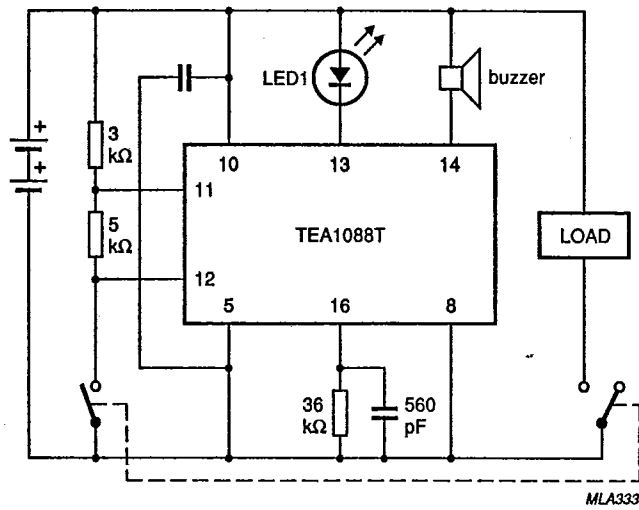 +
+
3
kΩ
5
kΩ
LED1
buzzer
10
13
14
11
TEA1088T
12
5
16
8
LOAD
36
kΩ
560
pF
MLA333